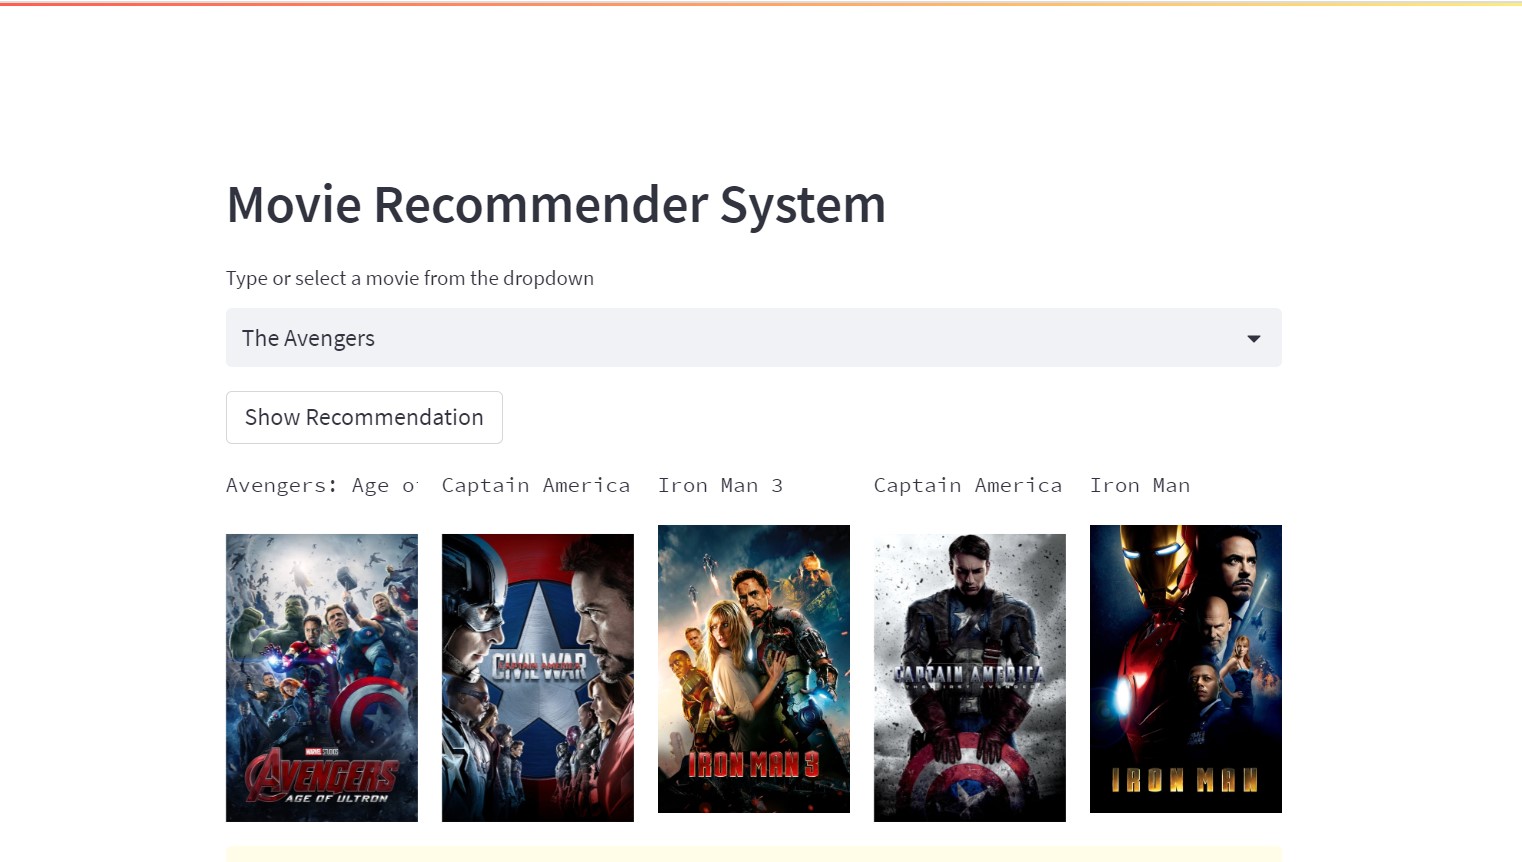 Movie Recommender System
Type or select a movie from the dropdown
The Avengers
Show Recommendation
Avengers: Age o
Captain America
Iron Man 3
Captain America
Iron Man
MARVEL STUDIOS
AVENGERS
AGE OF ULTRON
CAPTAIN AMERICA
CIVIL WAR
IRON MAN 3
CAPTAIN AMERICA
THE FIRST AVENGER
IRON MAN